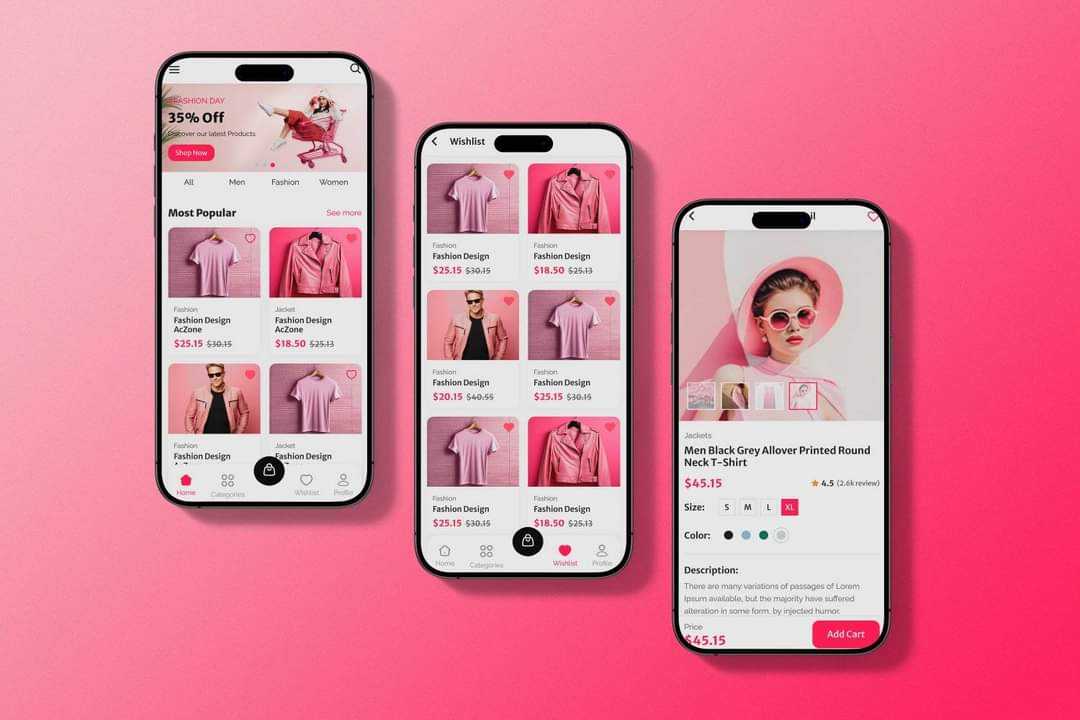 #FASHION DAY
35% Off
Discover our latest Products
Shop Now
All Men Fashion Women
Most Popular See more
Fashion
Fashion Design
AcZone
$25.15 $30.15
Jacket
Fashion Design
AcZone
$18.50 $25.13
Fashion
Fashion Design
Jacket
Fashion Design
Home Categories Wishlist Profile
Wishlist
Fashion
Fashion Design
$25.15 $30.15
Fashion
Fashion Design
$18.50 $25.13
Fashion
Fashion Design
$20.15 $40.55
Fashion
Fashion Design
$25.15 $30.15
Fashion
Fashion Design
$25.15 $30.15
Fashion
Fashion Design
$18.50 $25.13
Home Categories Wishlist Profile
Jackets
Men Black Grey Allover Printed Round
Neck T-Shirt
$45.15 4.5 (2.6k review)
Size: S M L XL
Color:
Description:
There are many variations of passages of Lorem
Ipsum available, but the majority have suffered
alteration in some form, by injected humor.
Price
$45.15
Add Cart